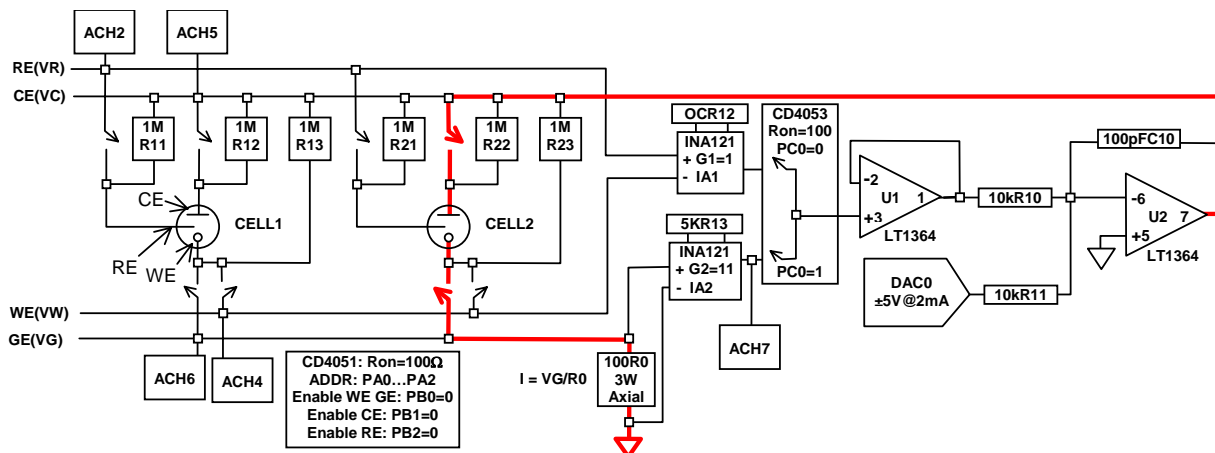 ACH2
ACH5
RE(VR)
CE(VC)
1M
R11
1M
R12
1M
R13
1M
R21
1M
R22
1M
R23
OCR12
INA121
+ G1=1
- IA1
CD4053
Ron=100
PC0=0
PC0=1
100pFC10
-2
U1
1
+3
LT1364
10kR10
-6
U2
7
+5
LT1364
CE
CELL1
RE
WE
CELL2
5KR13
INA121
+ G2=11
- IA2
DAC0
±5V@2mA
10kR11
WE(VW)
GE(VG)
ACH6
ACH4
ACH7
CD4051: Ron=100Ω
ADDR: PA0...PA2
Enable WE GE: PB0=0
Enable CE: PB1=0
Enable RE: PB2=0
I = VG/R0
100R0
3W
Axial